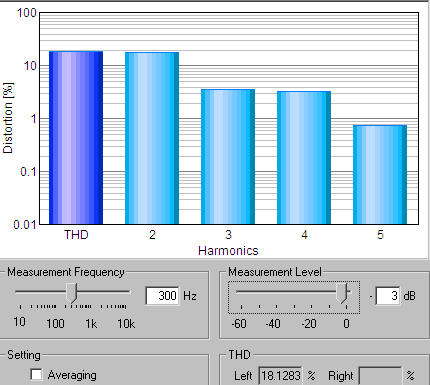 100
10
1
0.1
0.01
Distortion [%]
THD 2 3 4 5
Harmonics
Measurement Frequency
300 Hz
10 100 1k 10k
Measurement Level
- 3 dB
-60 -40 -20 0
Setting
Averaging
THD
Left 18.1283 % Right %